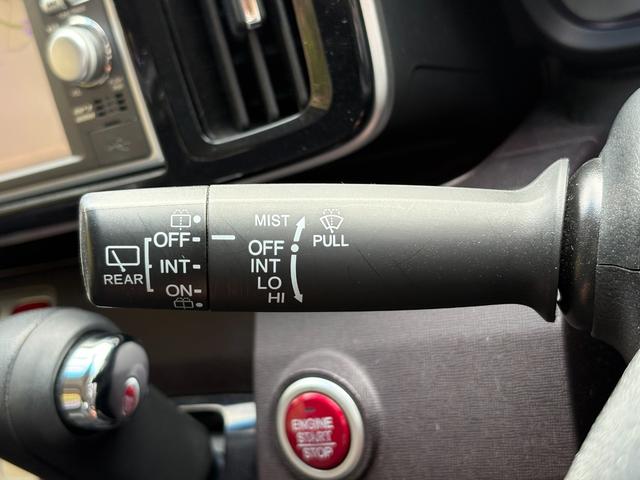 MIST
OFF
INT
LO
HI
PULL
OFF
INT
ON
REAR
ENGINE
START
STOP